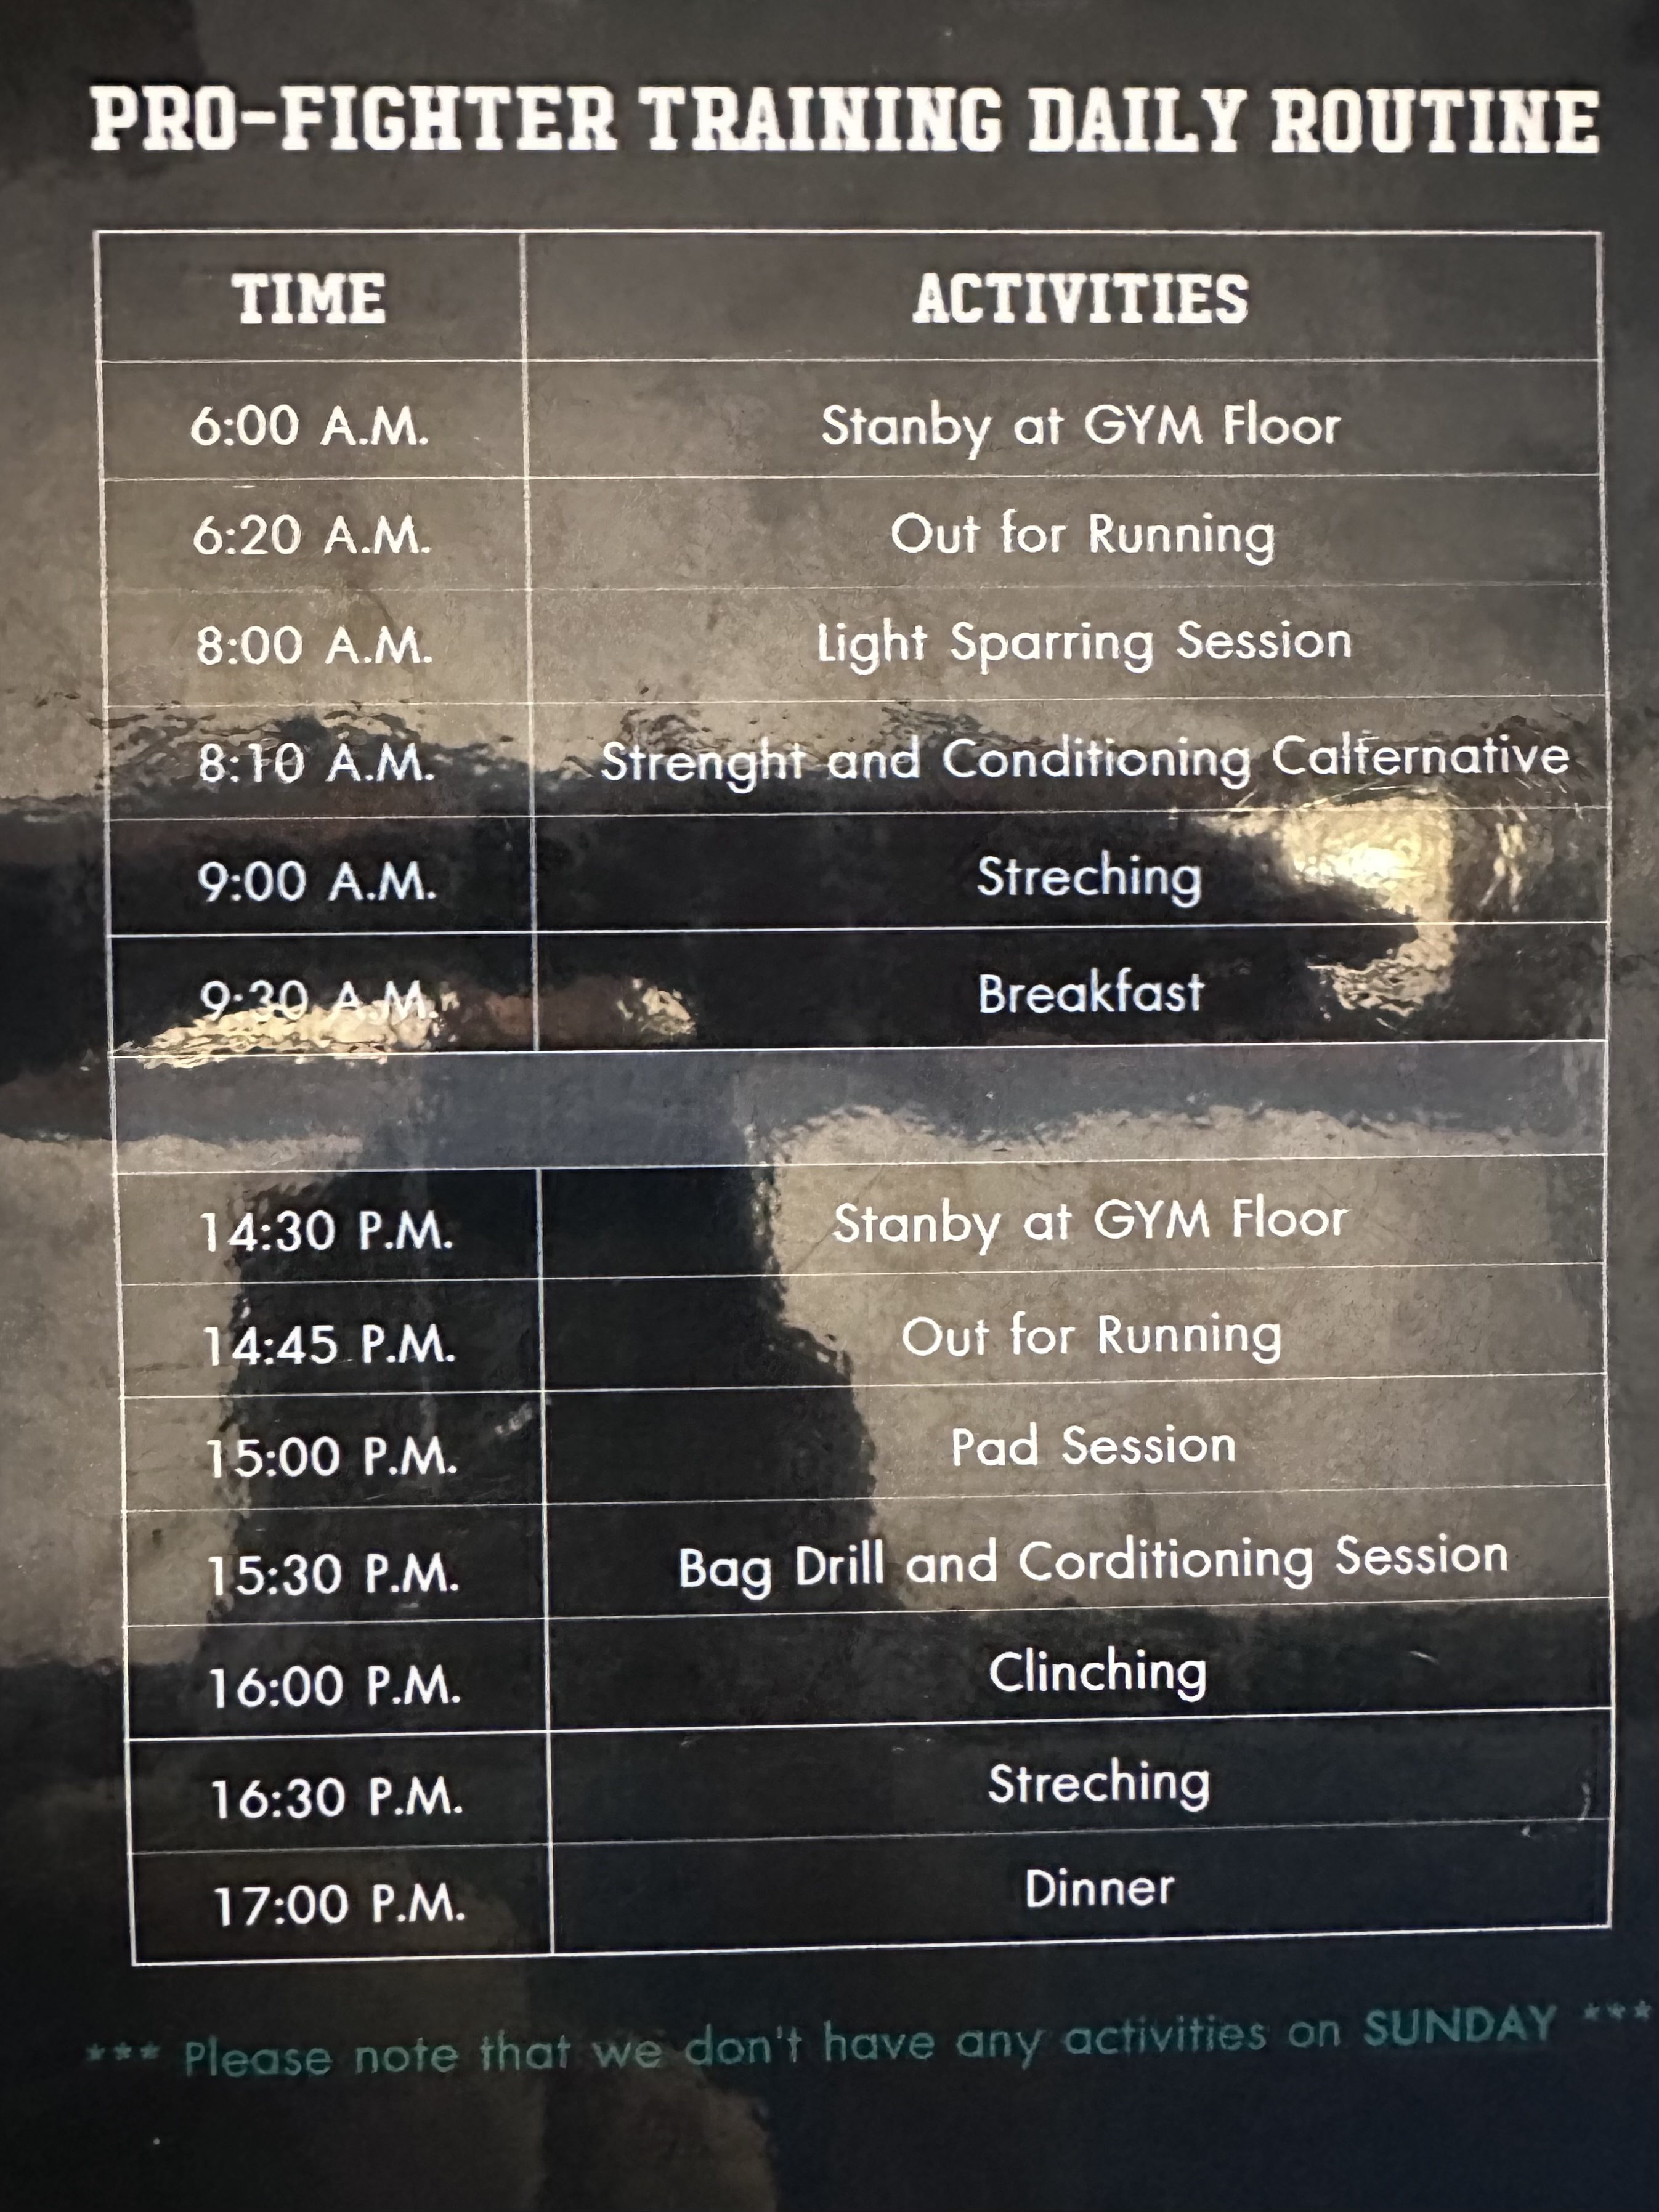 PRO-FIGHTER TRAINING DAILY ROUTINE
TIME ACTIVITIES
6:00 A.M. Stanby at GYM Floor
6:20 A.M. Out for Running
8:00 A.M. Light Sparring Session
8:10 A.M. Strenght and Conditioning Calternative
9:00 A.M. Streching
9:30 A.M. Breakfast
14:30 P.M. Stanby at GYM Floor
14:45 P.M. Out for Running
15:00 P.M. Pad Session
15:30 P.M. Bag Drill and Corditioning Session
16:00 P.M. Clinching
16:30 P.M. Streching
17:00 P.M. Dinner
*** Please note that we don't have any activities on SUNDAY ***